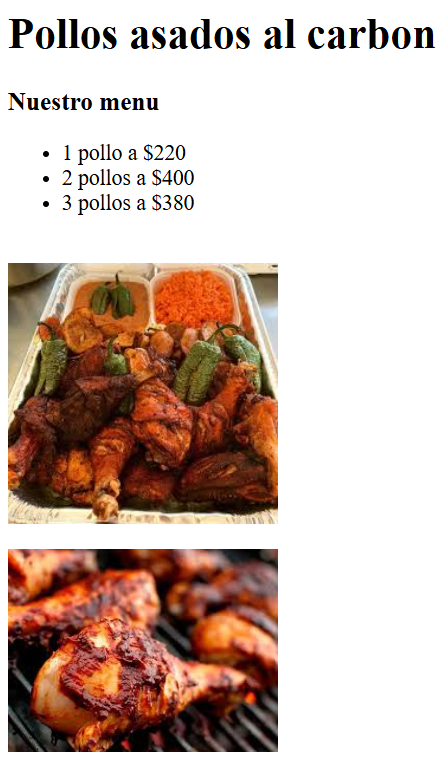 Pollos asados al carbon
Nuestro menu
1 pollo a $220
2 pollos a $400
3 pollos a $380